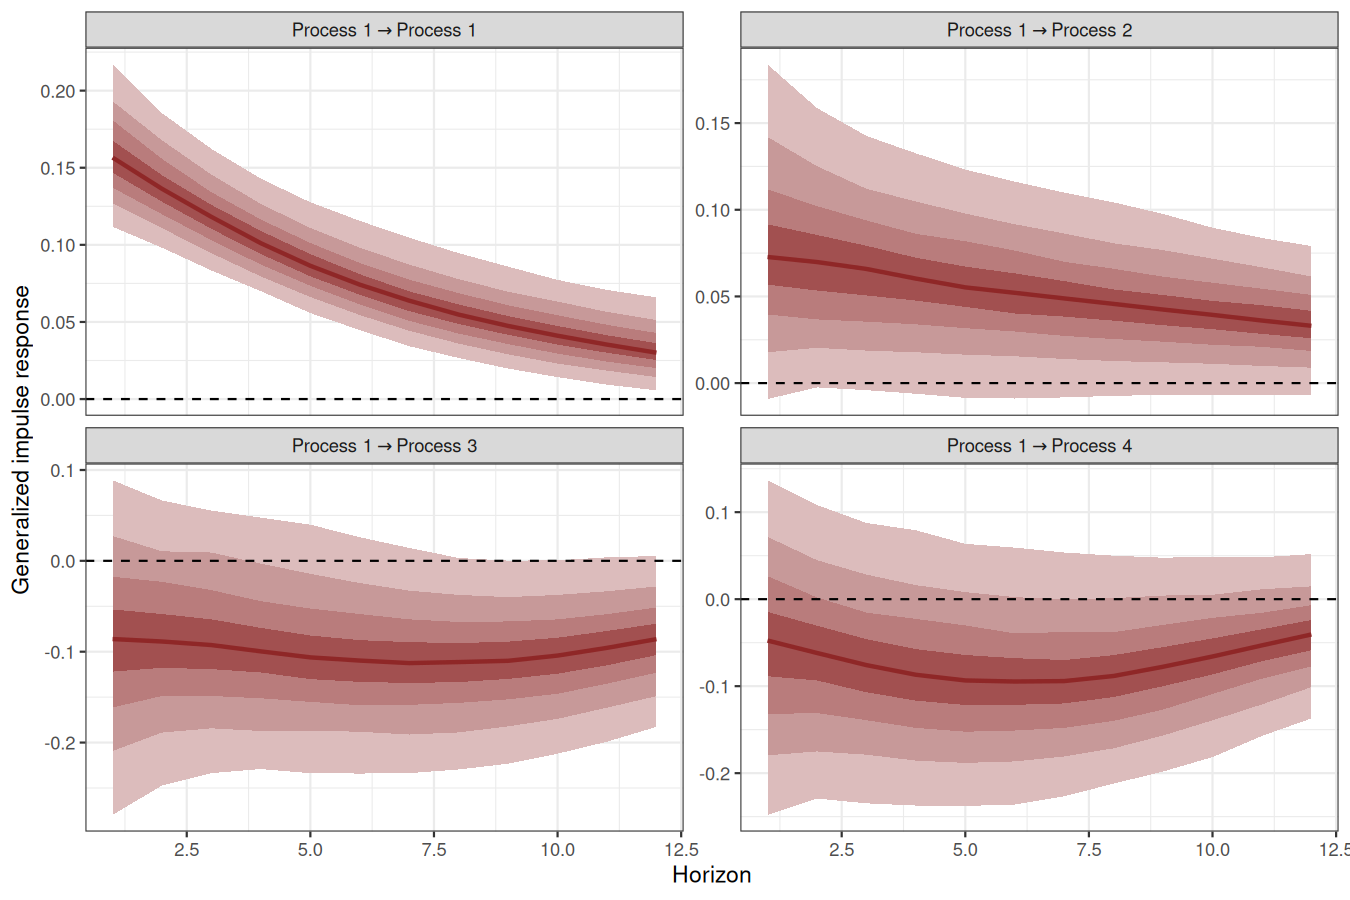 Process 1 → Process 1
Process 1 → Process 2
0.20
0.15
0.10
0.05
0.00
0.15
0.10
0.05
0.00
Generalized impulse response
Process 1 → Process 3
Process 1 → Process 4
0.1
0.0
-0.1
-0.2
0.1
0.0
-0.1
-0.2
2.5 5.0 7.5 10.0 12.5
2.5 5.0 7.5 10.0 12.5
Horizon